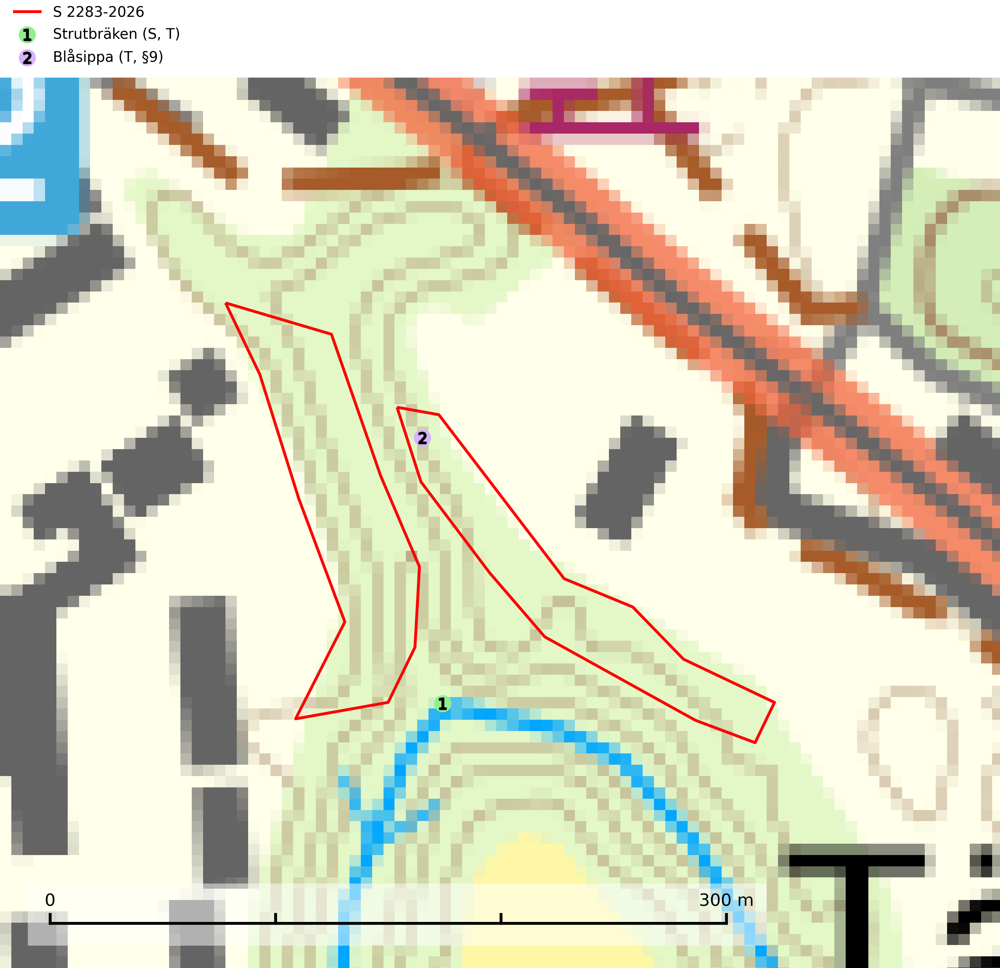 S 2283-2026
1 Strutbräken (S, T)
2 Blåsippa (T, §9)
2
1
0 300 m